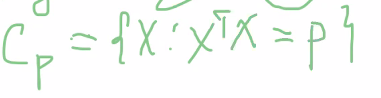 C_p = {X : X^T X = p}